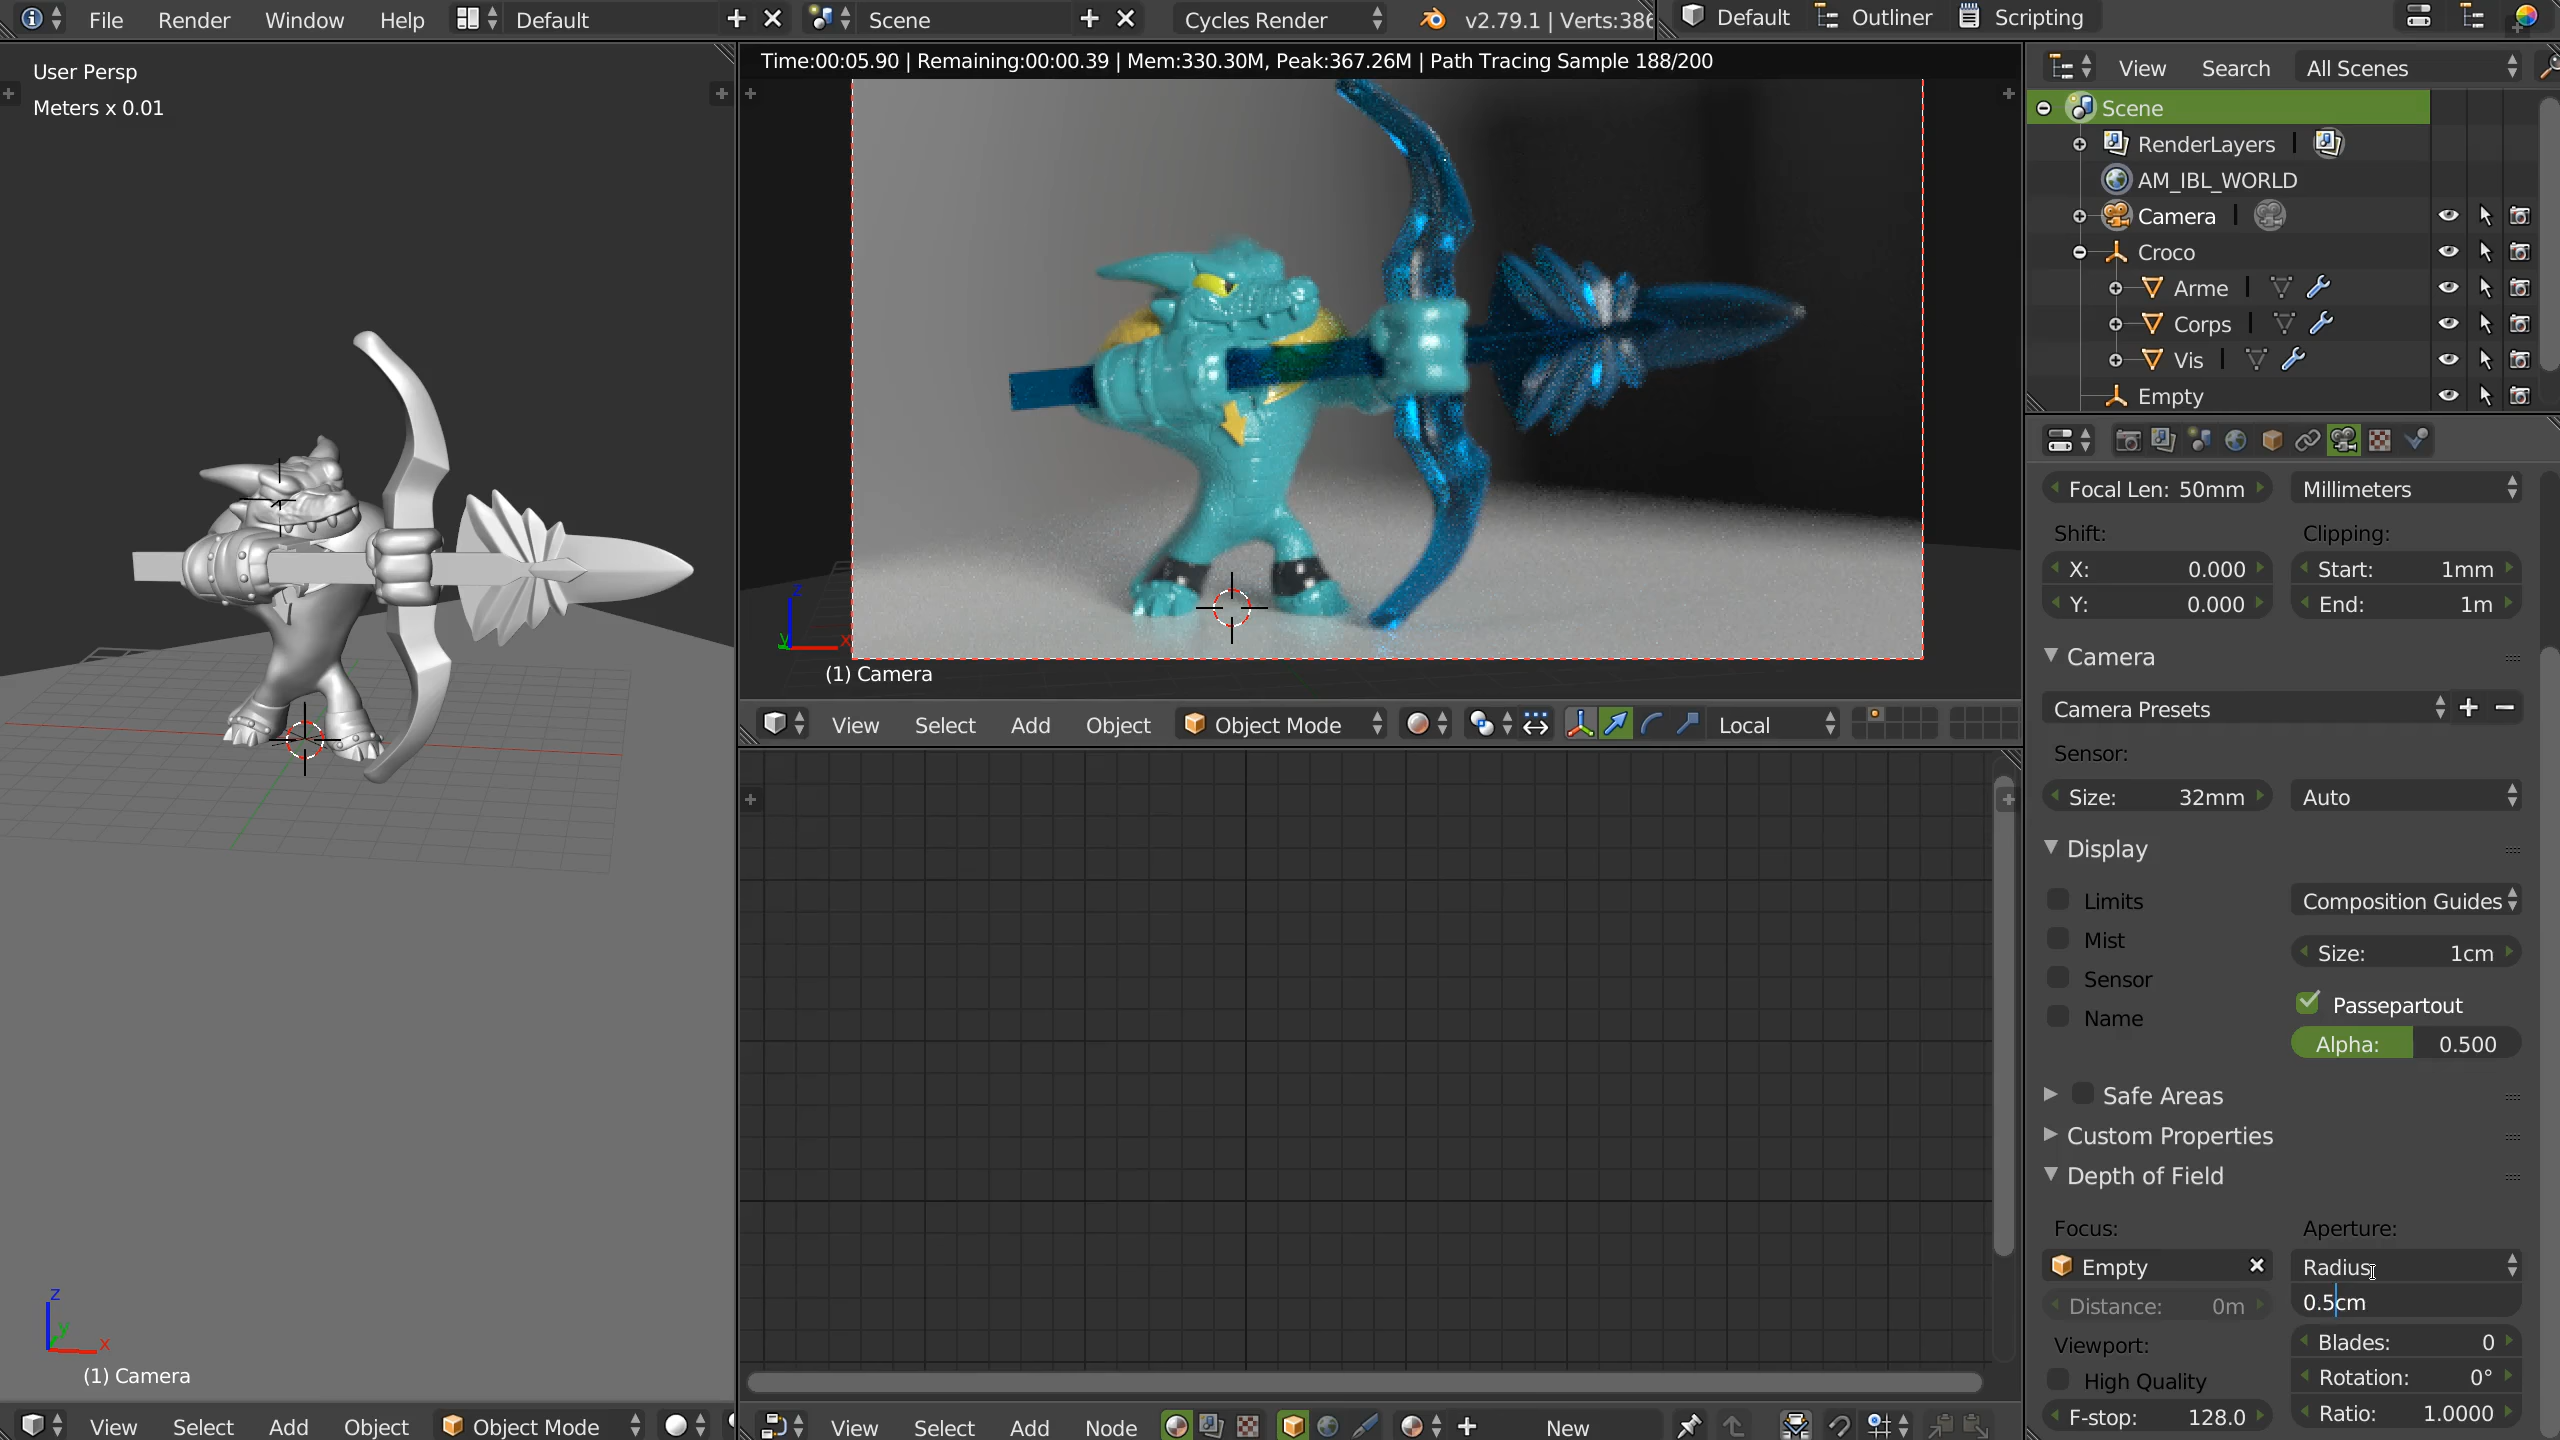 File Render Window Help Default Scene Cycles Render v2.79.1 | Verts:386 Default Outliner Scripting
User Persp
Meters x 0.01
(1) Camera
View Select Add Object Object Mode
Time:00:05.90 | Remaining:00:00.39 | Mem:330.30M, Peak:367.26M | Path Tracing Sample 188/200
(1) Camera
View Select Add Object Object Mode Local
View Select Add Node New
View Search All Scenes
Scene
RenderLayers |
AM_IBL_WORLD
Camera |
Croco
Arme |
Corps |
Vis |
Empty
Focal Len: 50mm Millimeters
Shift: Clipping:
X: 0.000 Start: 1mm
Y: 0.000 End: 1m
Camera
Camera Presets
Sensor:
Size: 32mm Auto
Display
Limits Composition Guides
Mist Size: 1cm
Sensor Passepartout
Name Alpha: 0.500
Safe Areas
Custom Properties
Depth of Field
Focus: Aperture:
Empty Radius
Distance: 0m 0.5cm
Viewport: Blades: 0
High Quality Rotation: 0°
F-stop: 128.0 Ratio: 1.0000
z
y
x
z
y
x